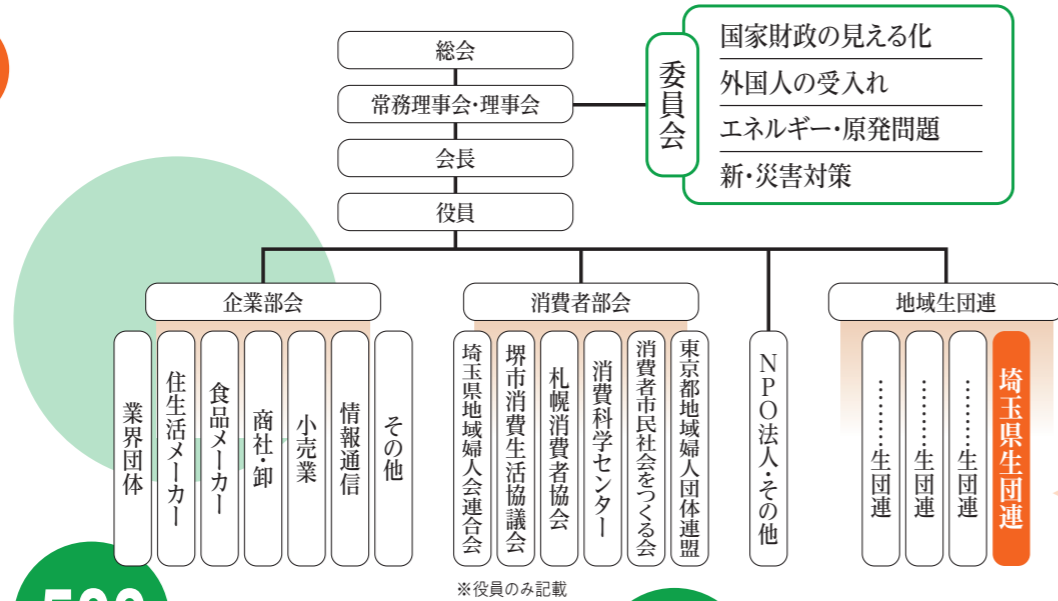 総会
常務理事会・理事会
会長
役員
委員会
国家財政の見える化
外国人の受入れ
エネルギー・原発問題
新・災害対策
企業部会
業界団体
住生活メーカー
食品メーカー
商社・卸
小売業
情報通信
その他
消費者部会
埼玉県地域婦人会連合会
堺市消費生活協議会
札幌消費者協会
消費科学センター
消費者市民社会をつくる会
東京都地域婦人団体連盟
※役員のみ記載
NPO法人・その他
地域生団連
…………生団連
…………生団連
…………生団連
埼玉県生団連